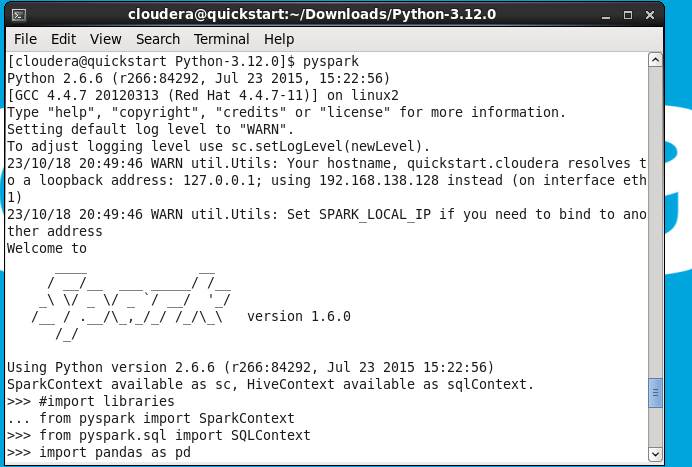 cloudera@quickstart:~/Downloads/Python-3.12.0
File Edit View Search Terminal Help
[cloudera@quickstart Python-3.12.0]$ pyspark
Python 2.6.6 (r266:84292, Jul 23 2015, 15:22:56)
[GCC 4.4.7 20120313 (Red Hat 4.4.7-11)] on linux2
Type "help", "copyright", "credits" or "license" for more information.
Setting default log level to "WARN".
To adjust logging level use sc.setLogLevel(newLevel).
23/10/18 20:49:46 WARN util.Utils: Your hostname, quickstart.cloudera resolves t
o a loopback address: 127.0.0.1; using 192.168.138.128 instead (on interface eth
1)
23/10/18 20:49:46 WARN util.Utils: Set SPARK_LOCAL_IP if you need to bind to ano
ther address
Welcome to
      ____              __
     / __/__  ___ _____/ /__
    _\ \/ _ \/ _ `/ __/  '_/
   /__ / .__/\_,_/_/ /_/\_\   version 1.6.0
      /_/
Using Python version 2.6.6 (r266:84292, Jul 23 2015 15:22:56)
SparkContext available as sc, HiveContext available as sqlContext.
>>> #import libraries
... from pyspark import SparkContext
>>> from pyspark.sql import SQLContext
>>> import pandas as pd